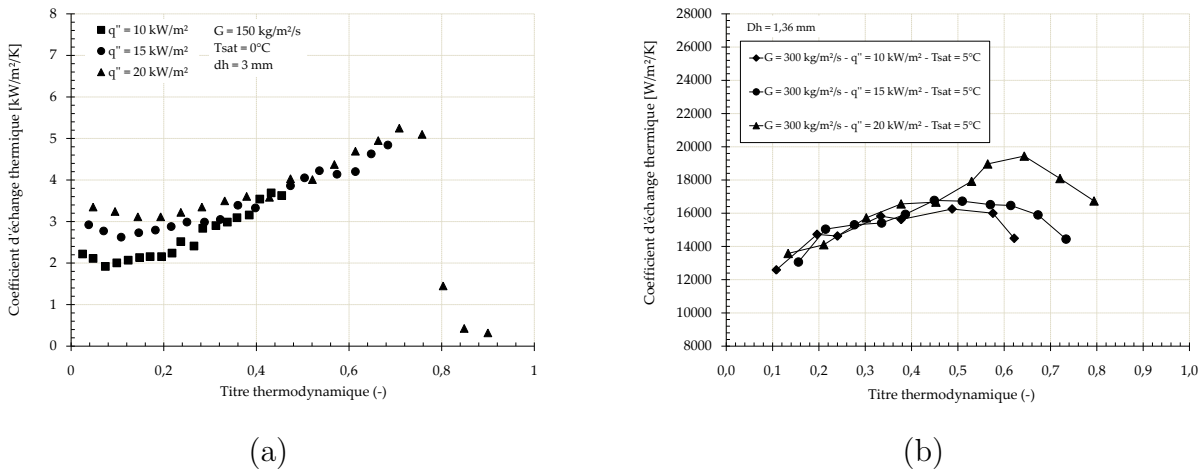 8
7
6
5
4
3
2
1
0
Coefficient d'échange thermique [kW/m²/K]
q'' = 10 kW/m²
q'' = 15 kW/m²
q'' = 20 kW/m²
G = 150 kg/m²/s
Tsat = 0°C
dh = 3 mm
0 0,2 0,4 0,6 0,8 1
Titre thermodynamique (-)
(a)
28000
26000
24000
22000
20000
18000
16000
14000
12000
10000
8000
Coefficient d'échange thermique [W/m²/K]
Dh = 1,36 mm
G = 300 kg/m²/s - q'' = 10 kW/m² - Tsat = 5°C
G = 300 kg/m²/s - q'' = 15 kW/m² - Tsat = 5°C
G = 300 kg/m²/s - q'' = 20 kW/m² - Tsat = 5°C
0,0 0,1 0,2 0,3 0,4 0,5 0,6 0,7 0,8 0,9 1,0
Titre thermodynamique (-)
(b)